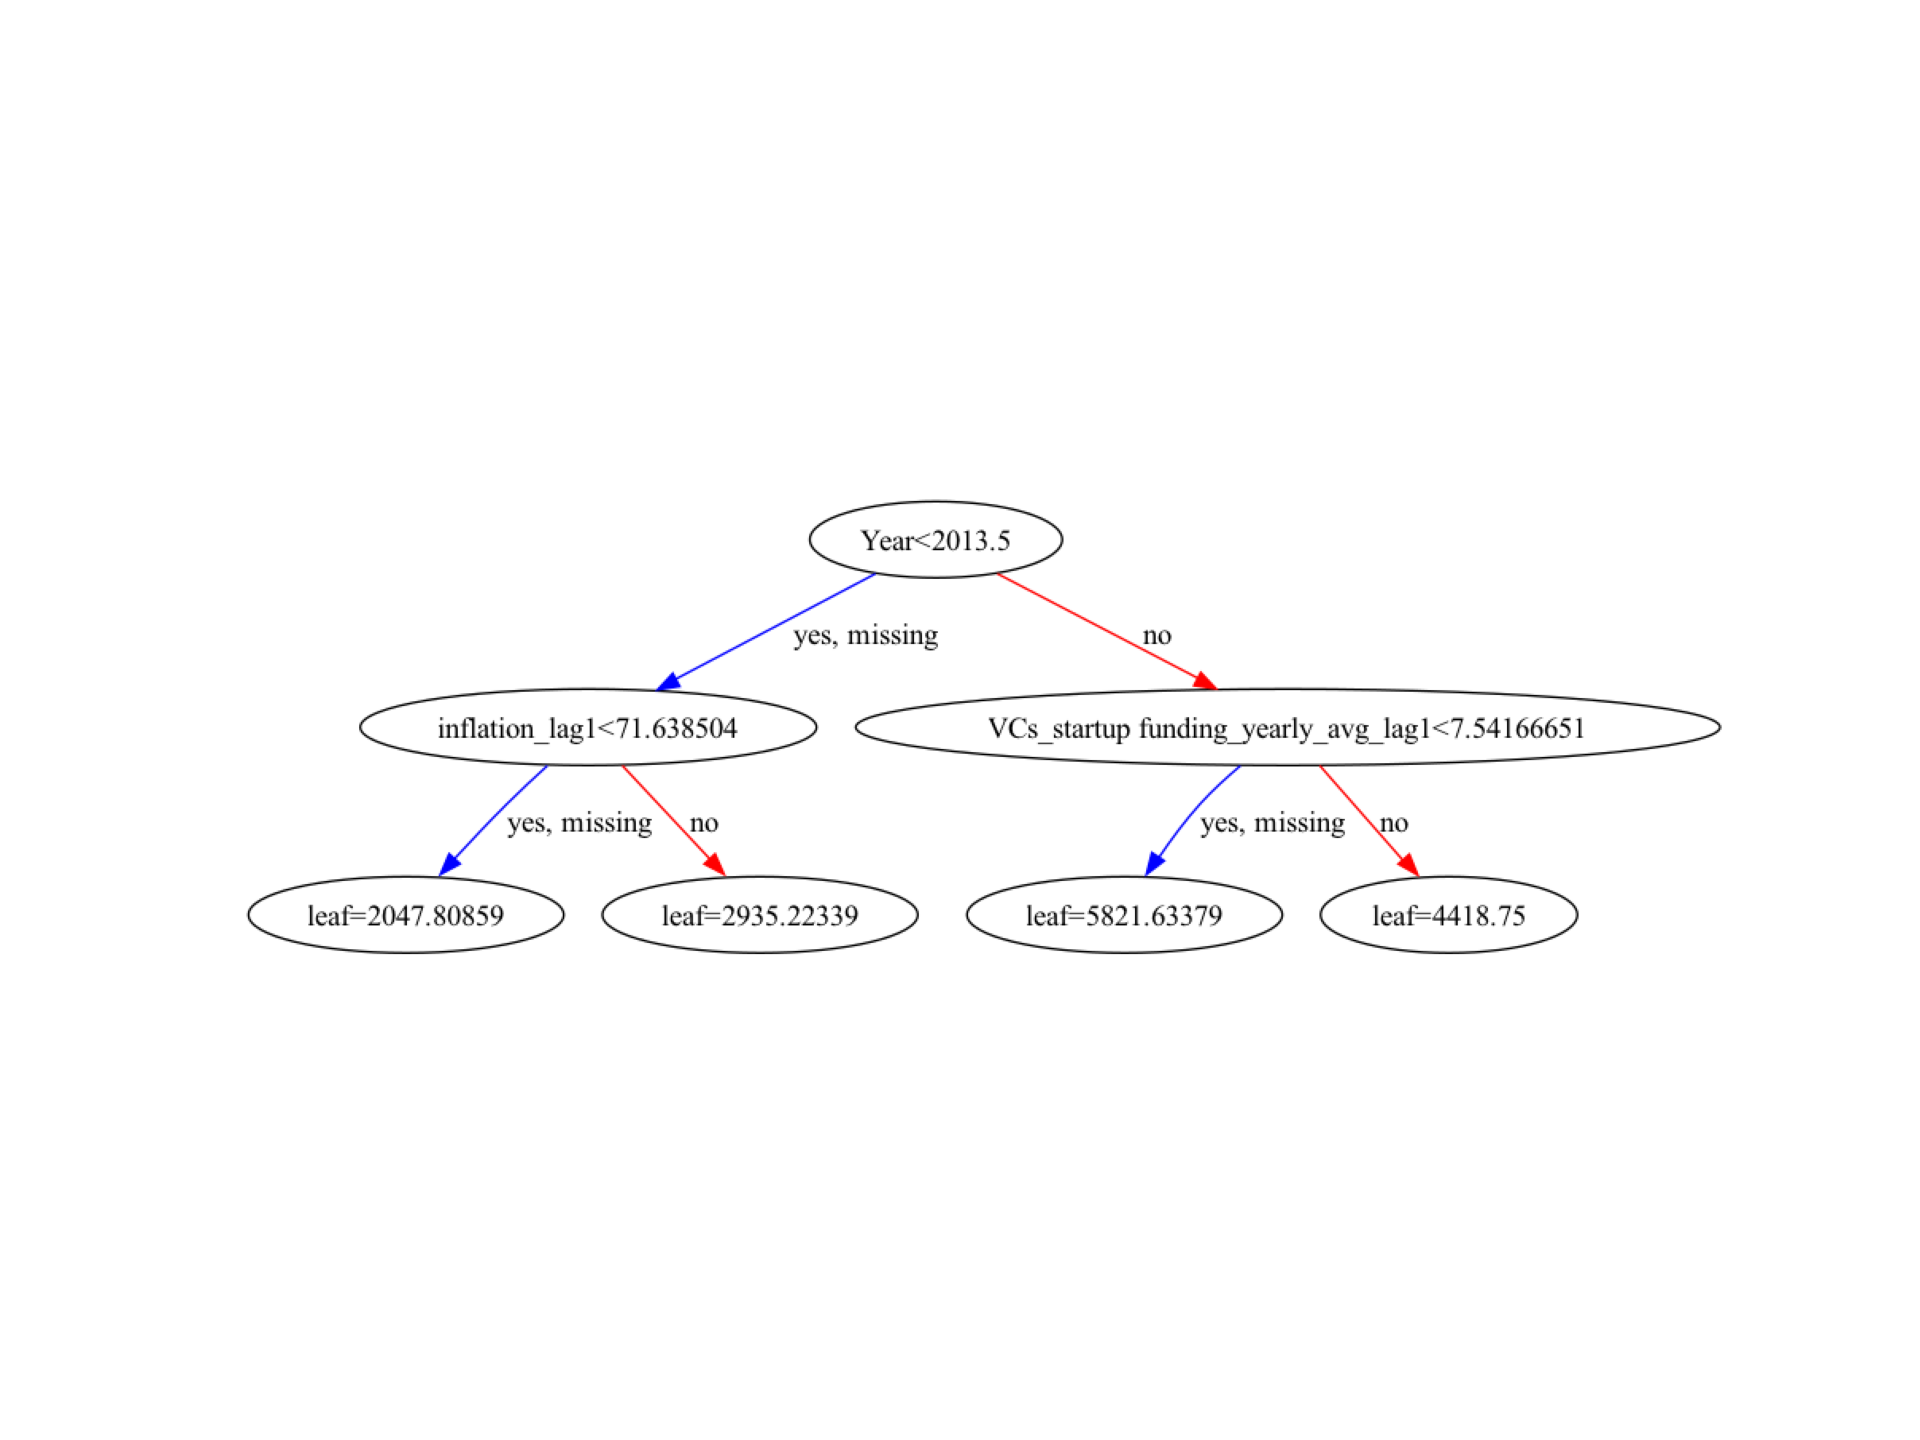 Year<2013.5
yes, missing
no
inflation_lag1<71.638504
VCs_startup funding_yearly_avg_lag1<7.54166651
yes, missing
no
yes, missing
no
leaf=2047.80859
leaf=2935.22339
leaf=5821.63379
leaf=4418.75